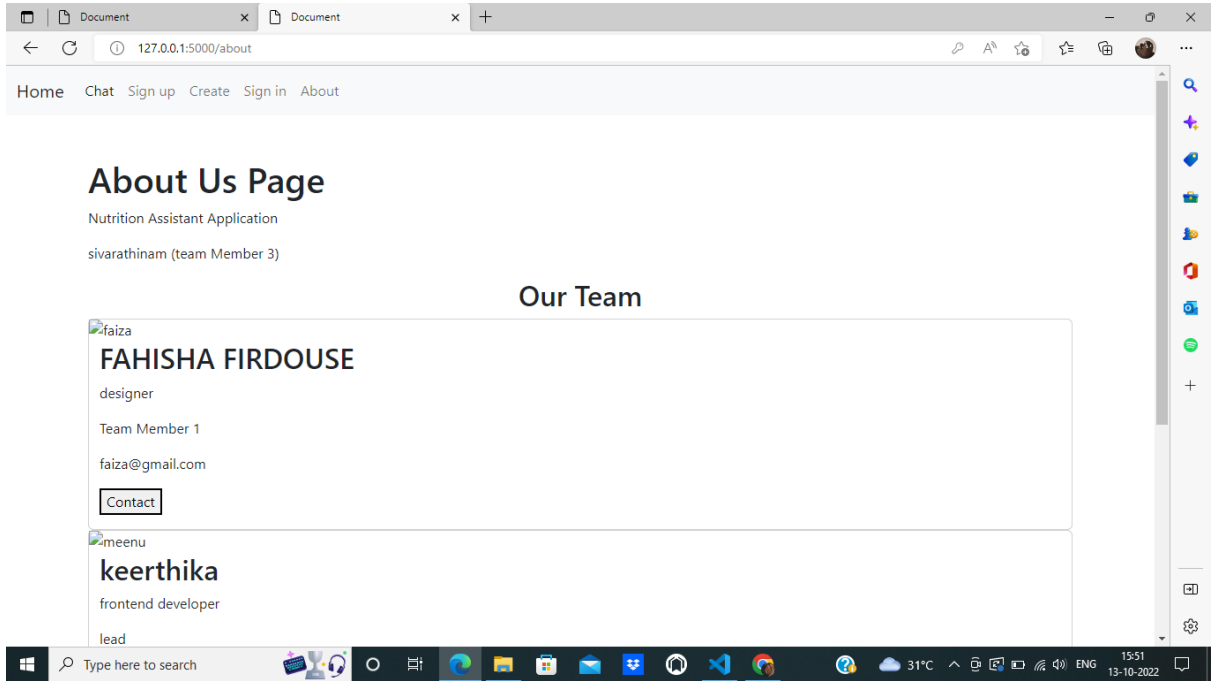 Document
Document
127.0.0.1:5000/about
Home Chat Sign up Create Sign in About
About Us Page
Nutrition Assistant Application
sivarathinam (team Member 3)
Our Team
faiza
FAHISHA FIRDOUSE
designer
Team Member 1
faiza@gmail.com
Contact
meenu
keerthika
frontend developer
lead
Type here to search
31°C
ENG
15:51
13-10-2022